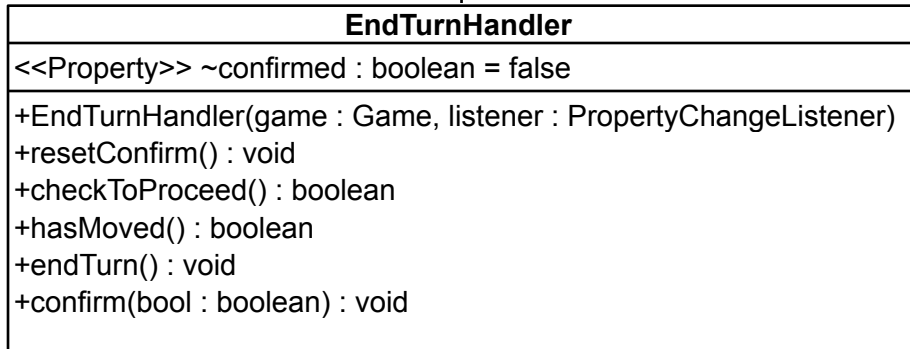 EndTurnHandler
<<Property>> ~confirmed : boolean = false
+EndTurnHandler(game : Game, listener : PropertyChangeListener)
+resetConfirm() : void
+checkToProceed() : boolean
+hasMoved() : boolean
+endTurn() : void
+confirm(bool : boolean) : void